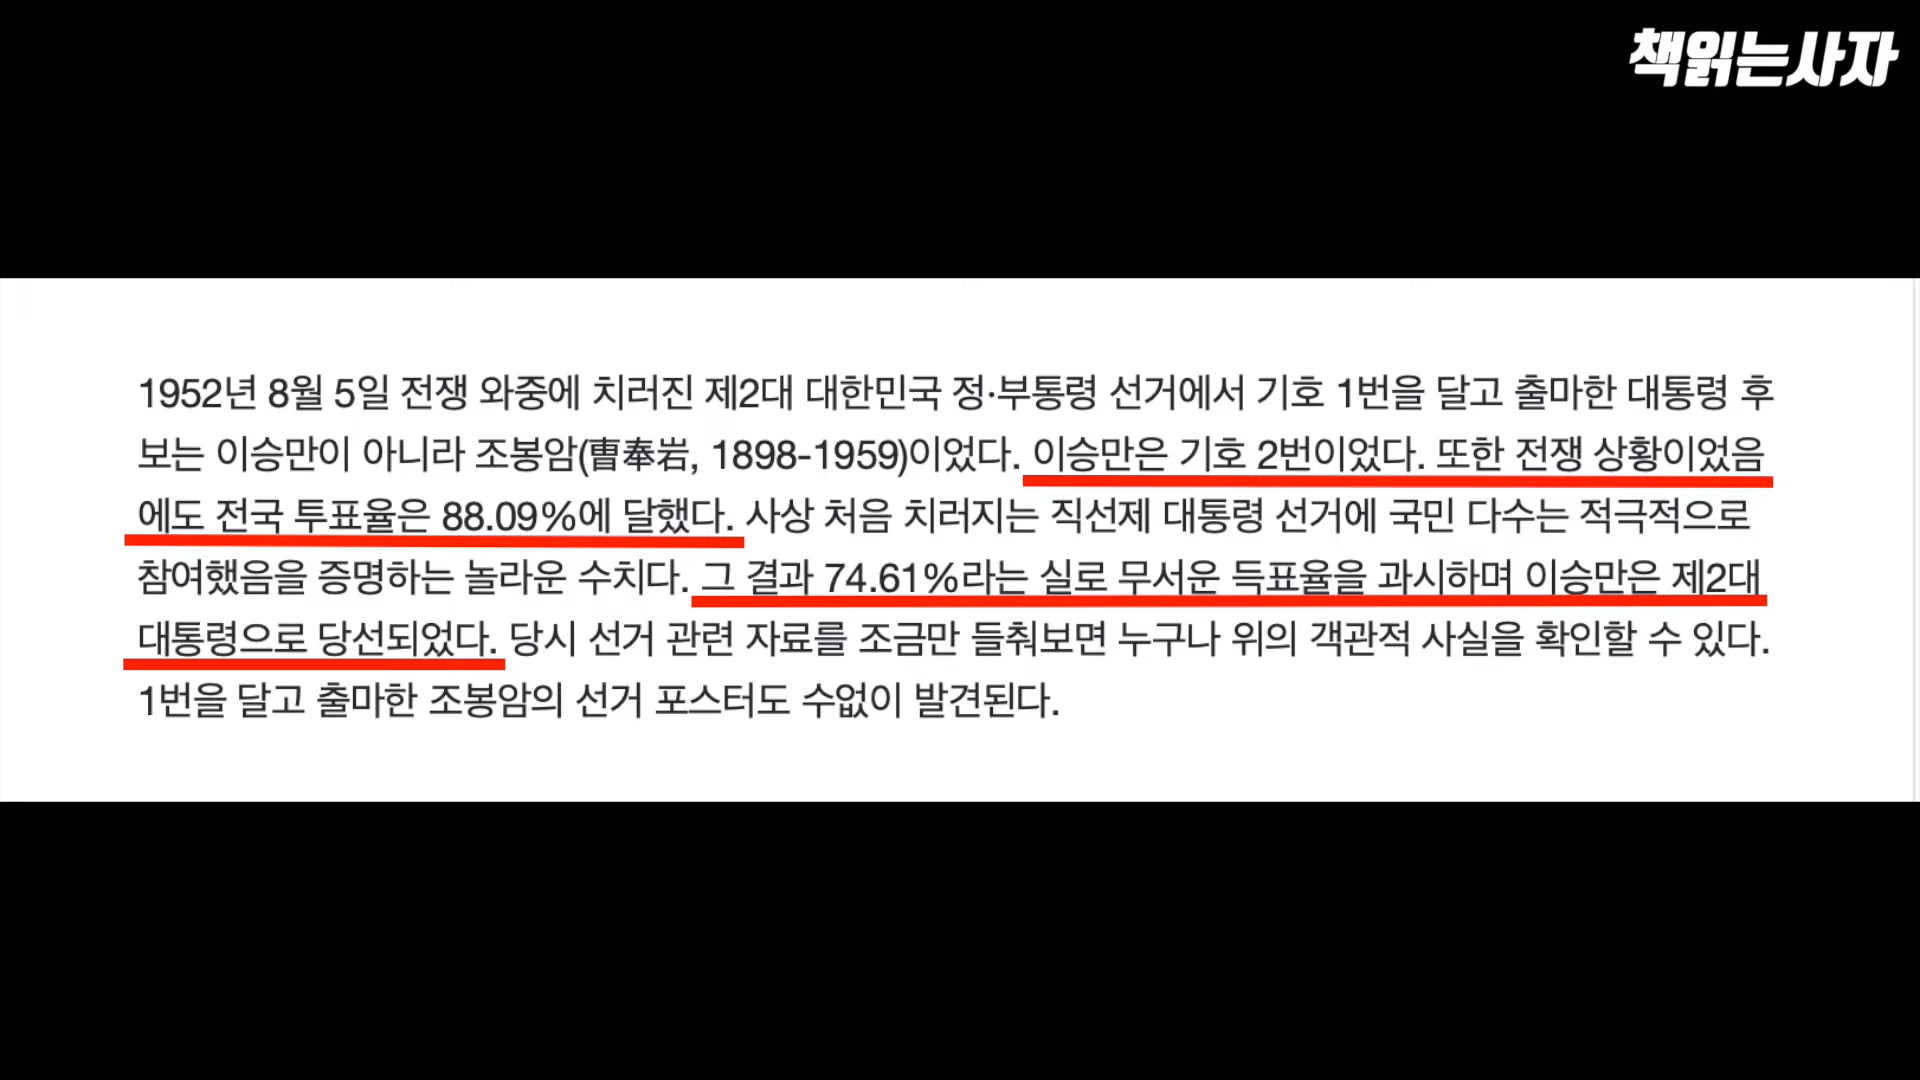 책읽는사자
1952년 8월 5일 전쟁 와중에 치러진 제2대 대한민국 정·부통령 선거에서 기호 1번을 달고 출마한 대통령 후
보는 이승만이 아니라 조봉암(曺奉岩, 1898-1959)이었다. 이승만은 기호 2번이었다. 또한 전쟁 상황이었음
에도 전국 투표율은 88.09%에 달했다. 사상 처음 치러지는 직선제 대통령 선거에 국민 다수는 적극적으로
참여했음을 증명하는 놀라운 수치다. 그 결과 74.61%라는 실로 무서운 득표율을 과시하며 이승만은 제2대
대통령으로 당선되었다. 당시 선거 관련 자료를 조금만 들춰보면 누구나 위의 객관적 사실을 확인할 수 있다.
1번을 달고 출마한 조봉암의 선거 포스터도 수없이 발견된다.